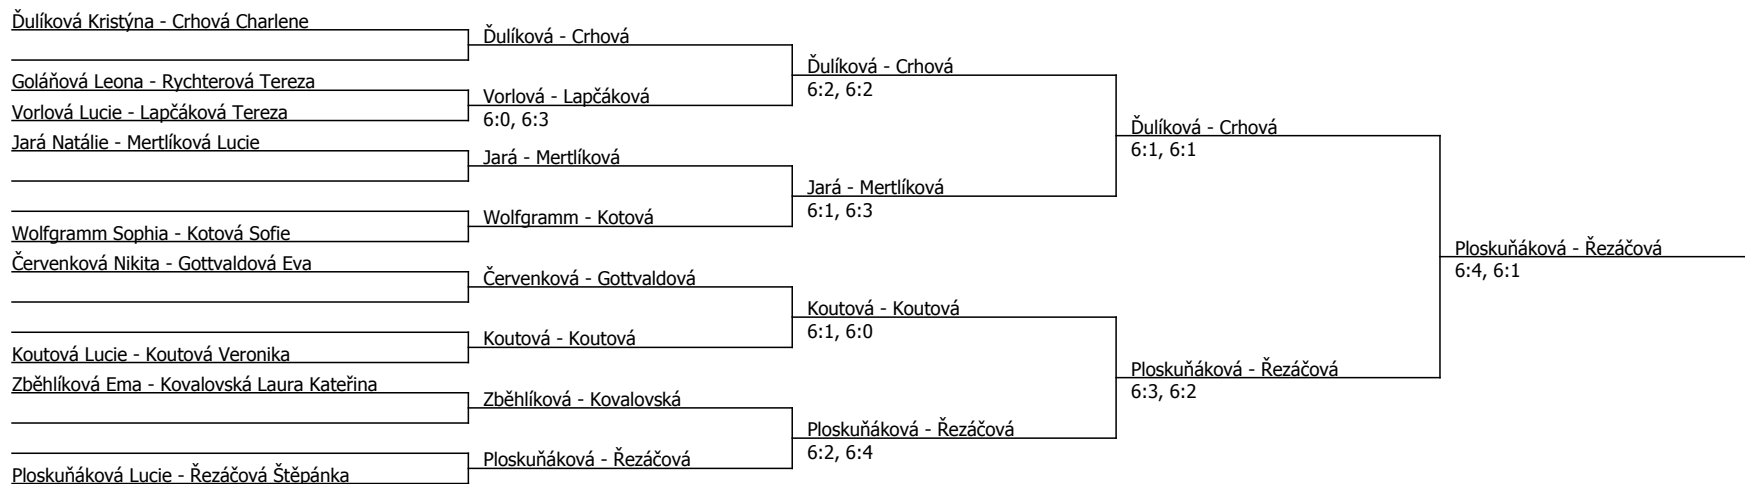 Ďulíková Kristýna - Crhová Charlene
Goláňová Leona - Rychterová Tereza
Vorlová Lucie - Lapčáková Tereza
Jará Natálie - Mertlíková Lucie
Wolfgramm Sophia - Kotová Sofie
Červenková Nikita - Gottvaldová Eva
Koutová Lucie - Koutová Veronika
Zběhlíková Ema - Kovalovská Laura Kateřina
Ploskuňáková Lucie - Řezáčová Štěpánka
Ďulíková - Crhová
Vorlová - Lapčáková
6:0, 6:3
Jará - Mertlíková
Wolfgramm - Kotová
Červenková - Gottvaldová
Koutová - Koutová
Zběhlíková - Kovalovská
Ploskuňáková - Řezáčová
Ďulíková - Crhová
6:2, 6:2
Jará - Mertlíková
6:1, 6:3
Koutová - Koutová
6:1, 6:0
Ploskuňáková - Řezáčová
6:2, 6:4
Ďulíková - Crhová
6:1, 6:1
Ploskuňáková - Řezáčová
6:3, 6:2
Ploskuňáková - Řezáčová
6:4, 6:1